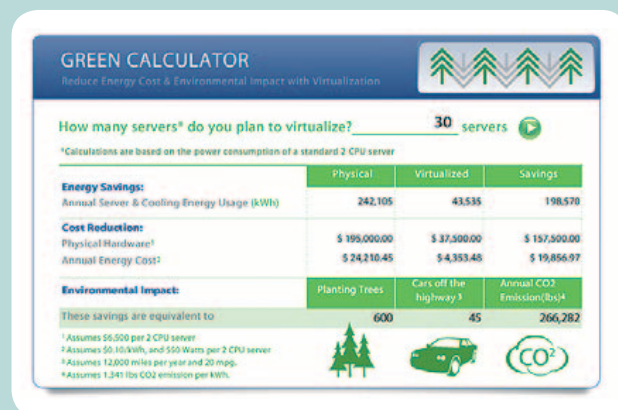 GREEN CALCULATOR
Reduce Energy Cost & Environmental Impact with Virtualization
How many servers* do you plan to virtualize? 30 servers
*Calculations are based on the power consumption of a standard 2 CPU server
Physical Virtualized Savings
Energy Savings:
Annual Server & Cooling Energy Usage (kWh) 242,105 43,535 198,570
Cost Reduction:
Physical Hardware¹ $ 195,000.00 $ 37,500.00 $ 157,500.00
Annual Energy Cost² $ 24,210.45 $ 4,353.48 $ 19,856.97
Environmental Impact: Planting Trees Cars off the highway³ Annual CO2 Emission(lbs)⁴
These savings are equivalent to 600 45 266,282
¹ Assumes $6,500 per 2 CPU server
² Assumes $0.10/kWh, and 550 Watts per 2 CPU server
³ Assumes 12,000 miles per year and 20 mpg.
⁴ Assumes 1.341 lbs CO2 emission per kWh.
CO²